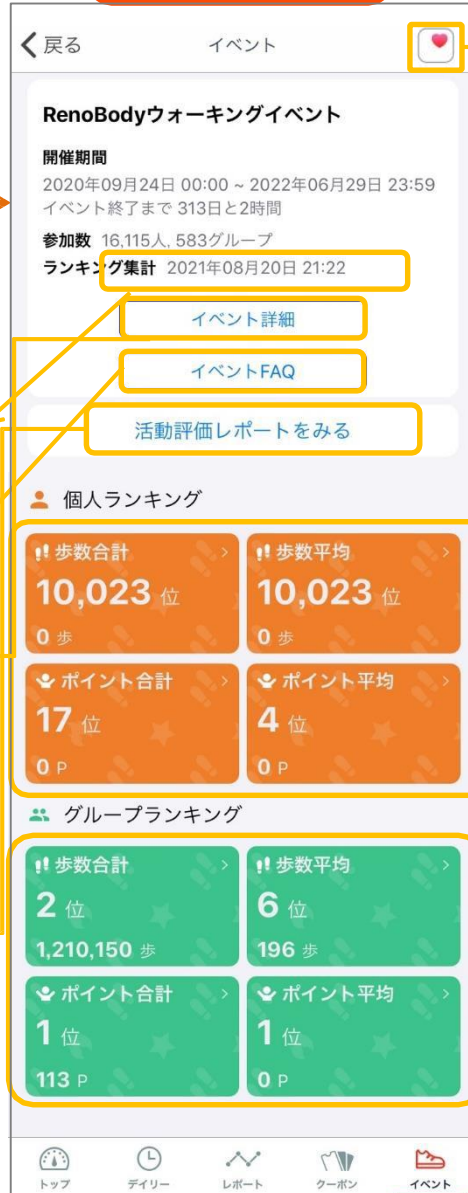 戻る
イベント
RenoBodyウォーキングイベント
開催期間
2020年09月24日 00:00 ~ 2022年06月29日 23:59
イベント終了まで 313日と2時間
参加数 16,115人, 583グループ
ランキング集計 2021年08月20日 21:22
イベント詳細
イベントFAQ
活動評価レポートをみる
個人ランキング
歩数合計
10,023 位
0 歩
歩数平均
10,023 位
0 歩
ポイント合計
17 位
0 P
ポイント平均
4 位
0 P
グループランキング
歩数合計
2 位
1,210,150 歩
歩数平均
6 位
196 歩
ポイント合計
1 位
113 P
ポイント平均
1 位
0 P
トップ
デイリー
レポート
クーポン
イベント